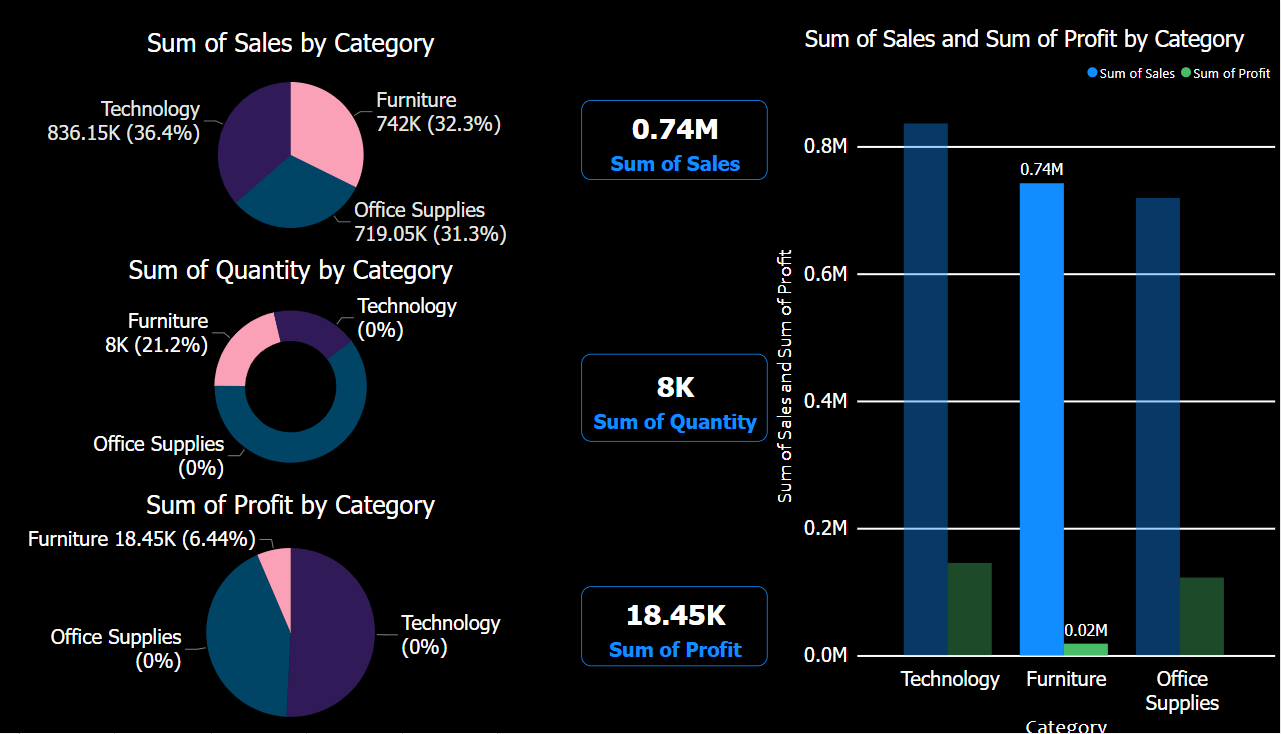 Sum of Sales by Category
Technology
836.15K (36.4%)
Furniture
742K (32.3%)
Office Supplies
719.05K (31.3%)
Sum of Quantity by Category
Furniture
8K (21.2%)
Technology
(0%)
Office Supplies
(0%)
Sum of Profit by Category
Furniture 18.45K (6.44%)
Office Supplies
(0%)
Technology
(0%)
0.74M
Sum of Sales
8K
Sum of Quantity
18.45K
Sum of Profit
Sum of Sales and Sum of Profit by Category
Sum of Sales Sum of Profit
Sum of Sales and Sum of Profit
0.8M
0.6M
0.4M
0.2M
0.0M
0.74M
0.02M
Technology
Furniture
Office
Supplies
Category